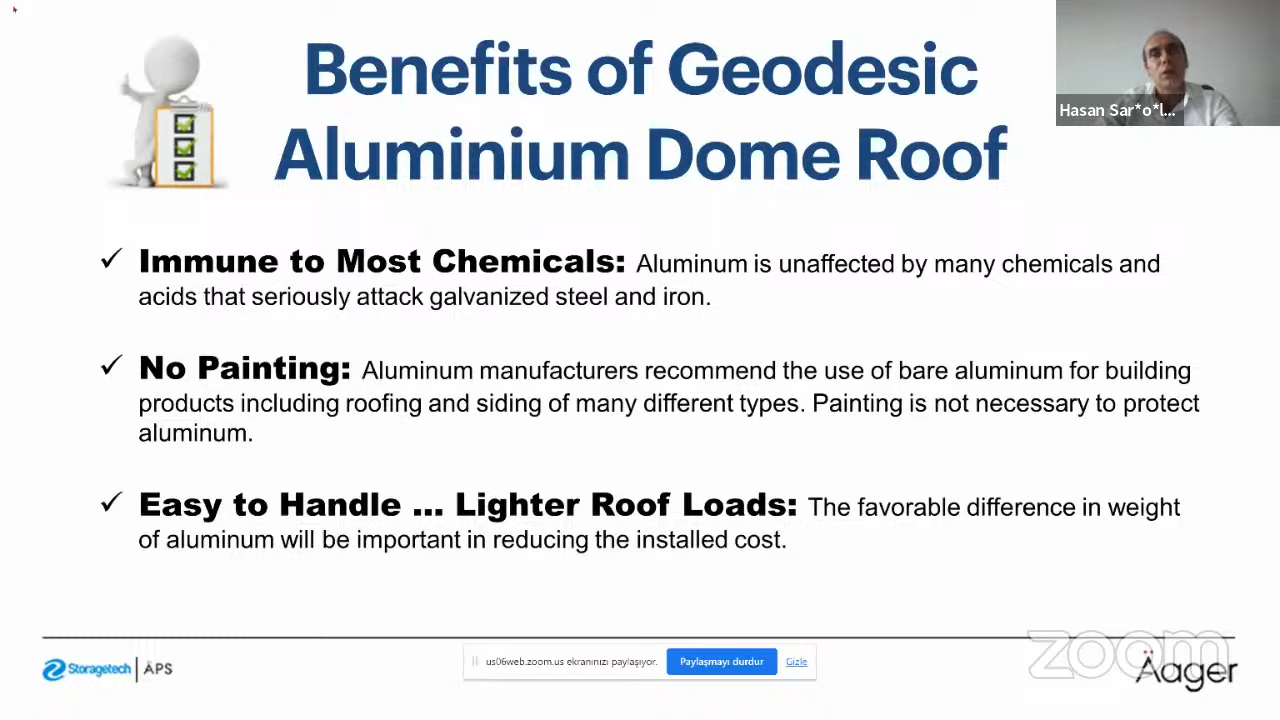 Benefits of Geodesic
Aluminium Dome Roof
Hasan Sar*o*l...
✓ Immune to Most Chemicals: Aluminum is unaffected by many chemicals and
acids that seriously attack galvanized steel and iron.
✓ No Painting: Aluminum manufacturers recommend the use of bare aluminum for building
products including roofing and siding of many different types. Painting is not necessary to protect
aluminum.
✓ Easy to Handle ... Lighter Roof Loads: The favorable difference in weight
of aluminum will be important in reducing the installed cost.
Storagetech | ÄPS
us06web.zoom.us ekranınızı paylaşıyor. Paylaşmayı durdur Gizle
zoom
Äager